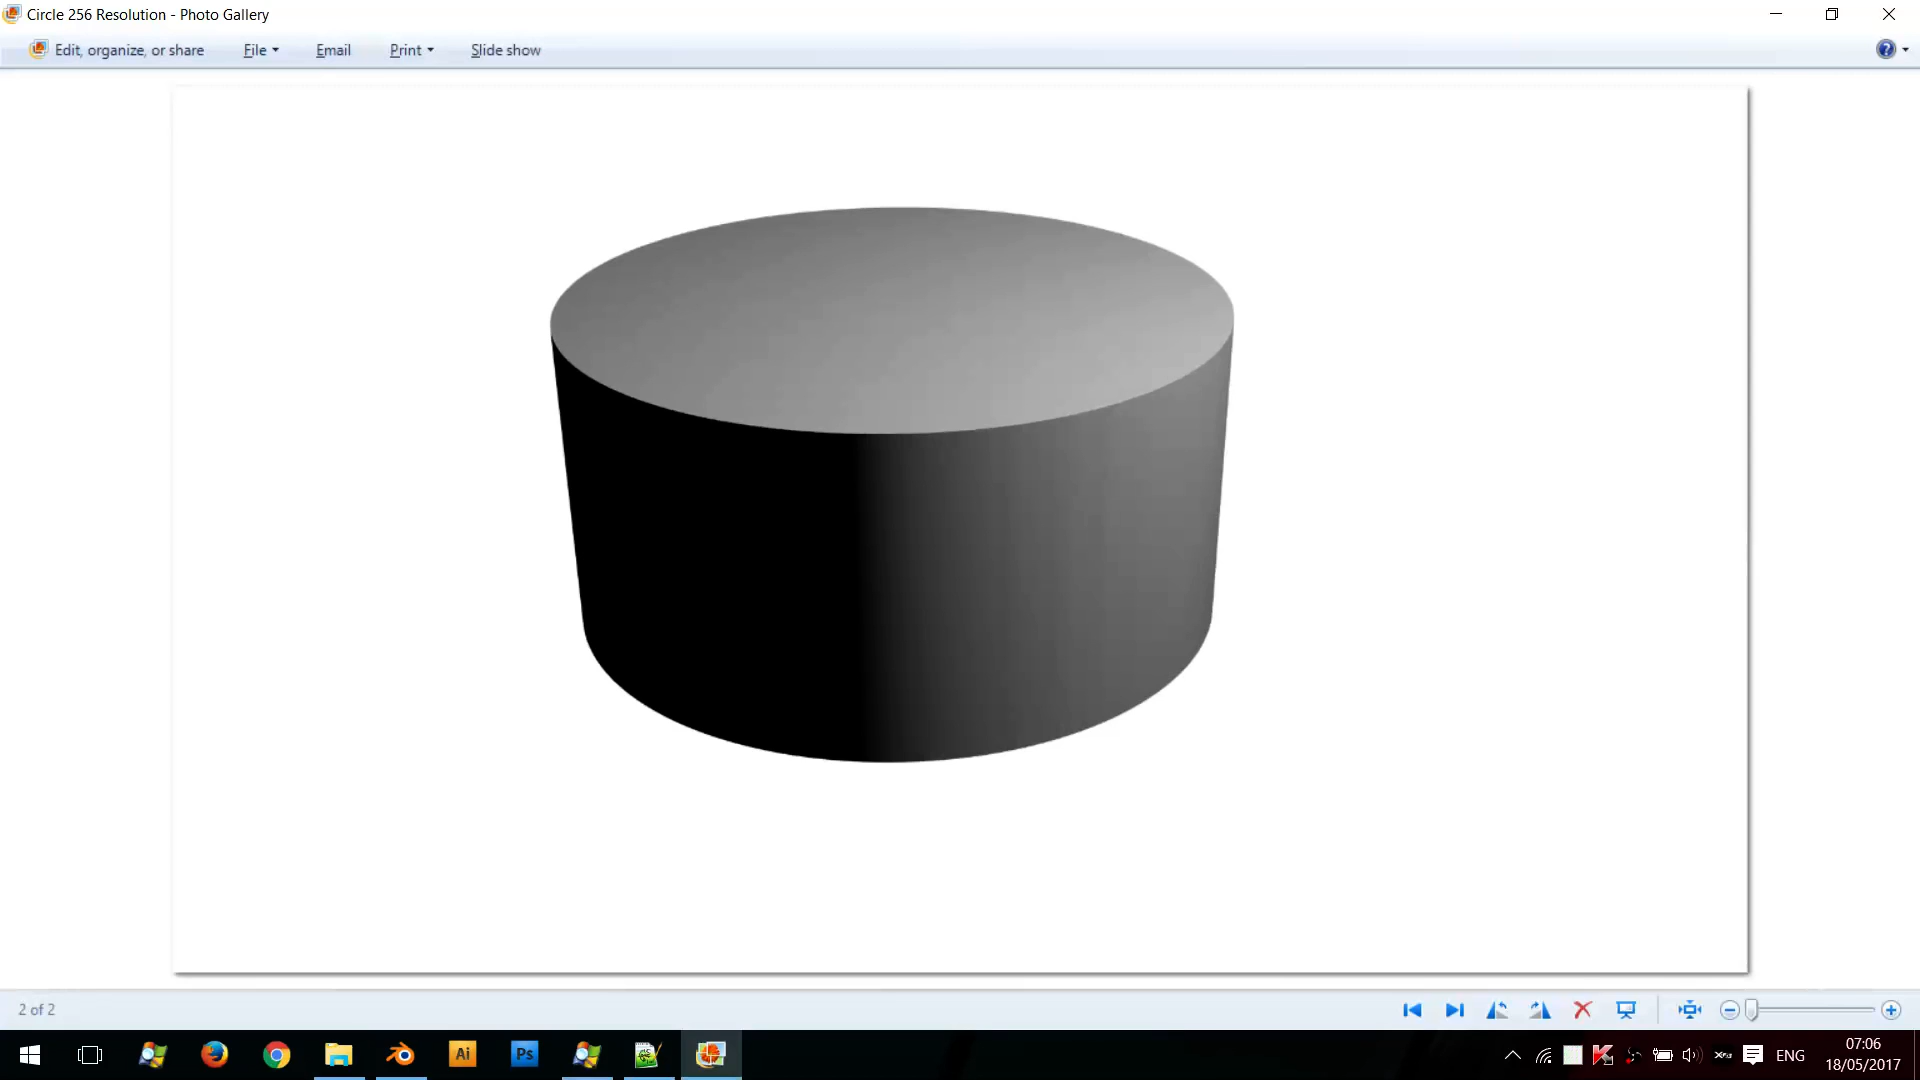 Circle 256 Resolution - Photo Gallery
Edit, organize, or share File Email Print Slide show
2 of 2
Ai Ps ENG 07:06
18/05/2017